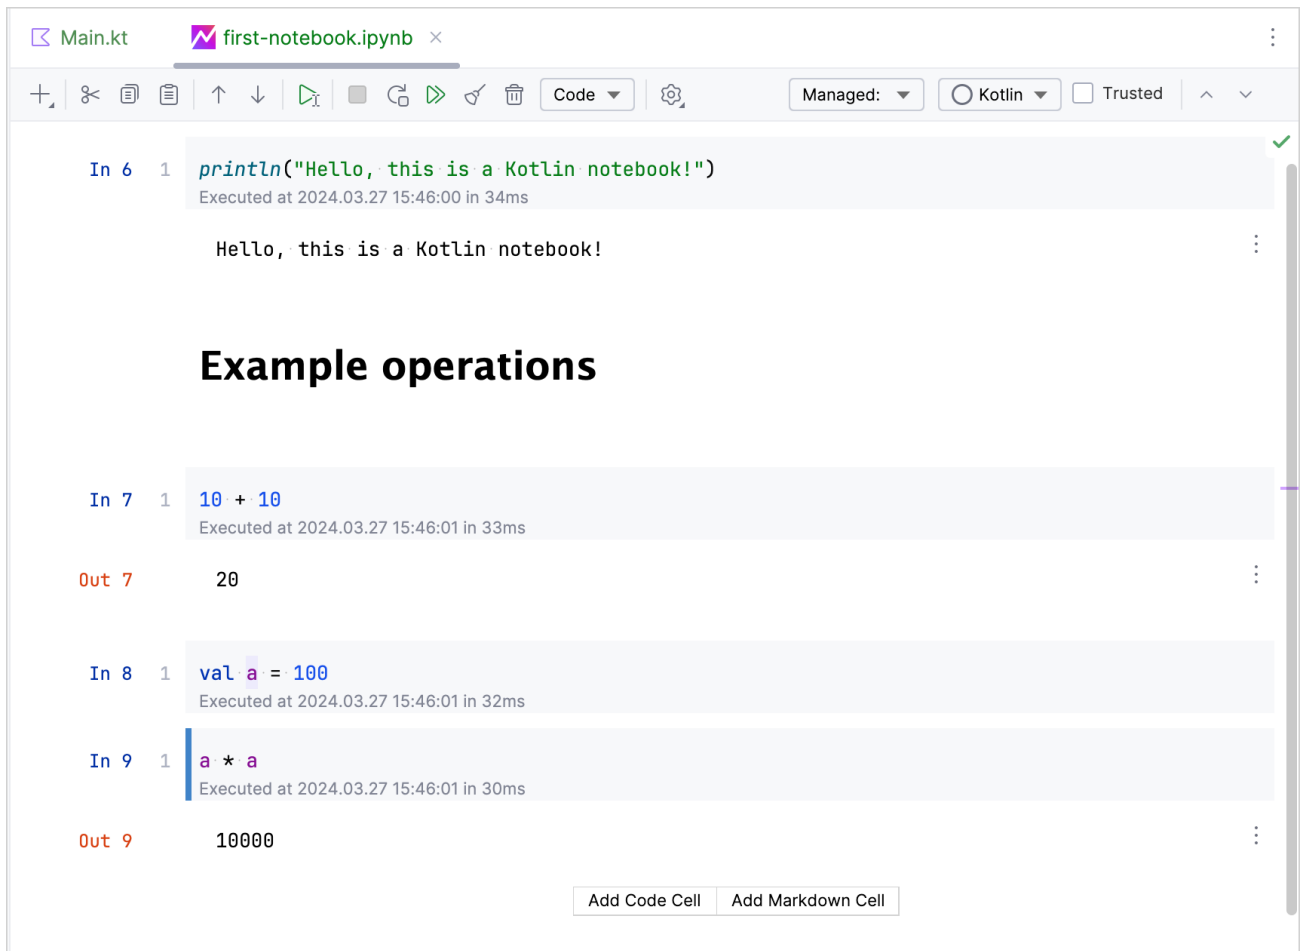 Main.kt first-notebook.ipynb
Code Managed: Kotlin Trusted
In 6 1 println("Hello, this is a Kotlin notebook!")
Executed at 2024.03.27 15:46:00 in 34ms
Hello, this is a Kotlin notebook!
Example operations
In 7 1 10 + 10
Executed at 2024.03.27 15:46:01 in 33ms
Out 7 20
In 8 1 val a = 100
Executed at 2024.03.27 15:46:01 in 32ms
In 9 1 a * a
Executed at 2024.03.27 15:46:01 in 30ms
Out 9 10000
Add Code Cell Add Markdown Cell